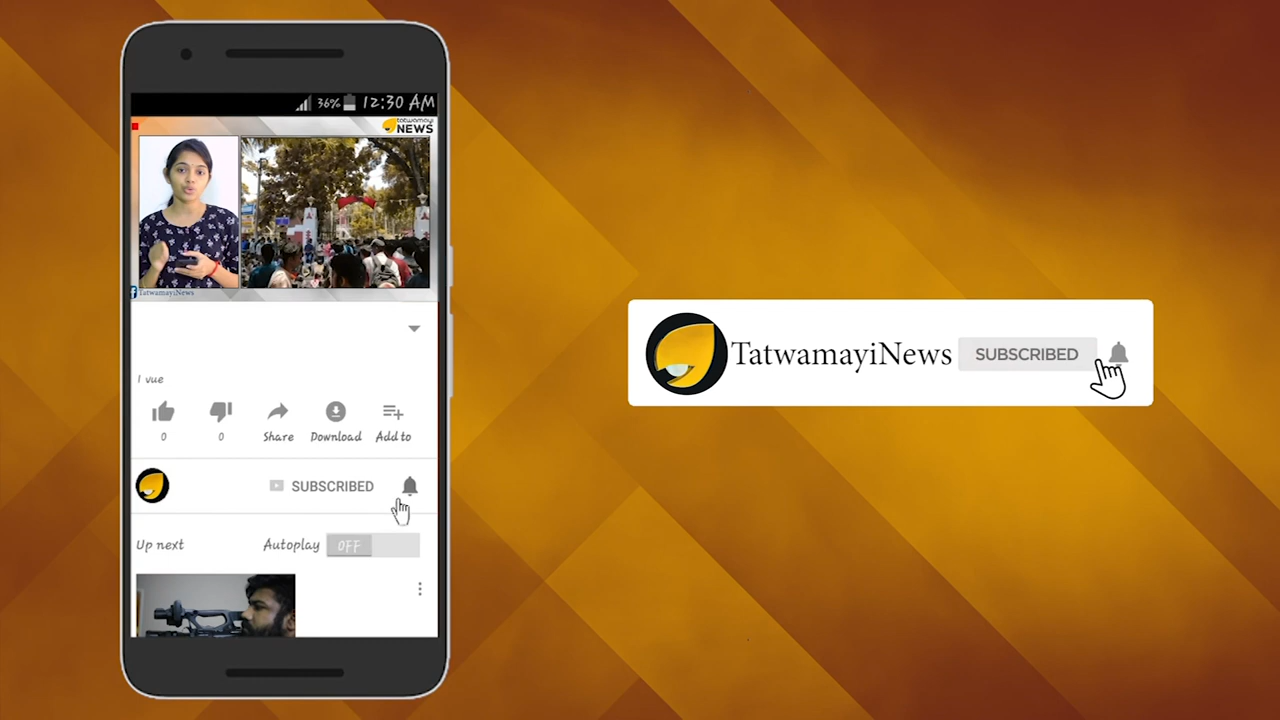 36% 12:30 AM
tatwamayi
NEWS
TatwamayiNews
1 vue
0 0 Share Download Add to
SUBSCRIBED
Up next Autoplay OFF
TatwamayiNews SUBSCRIBED